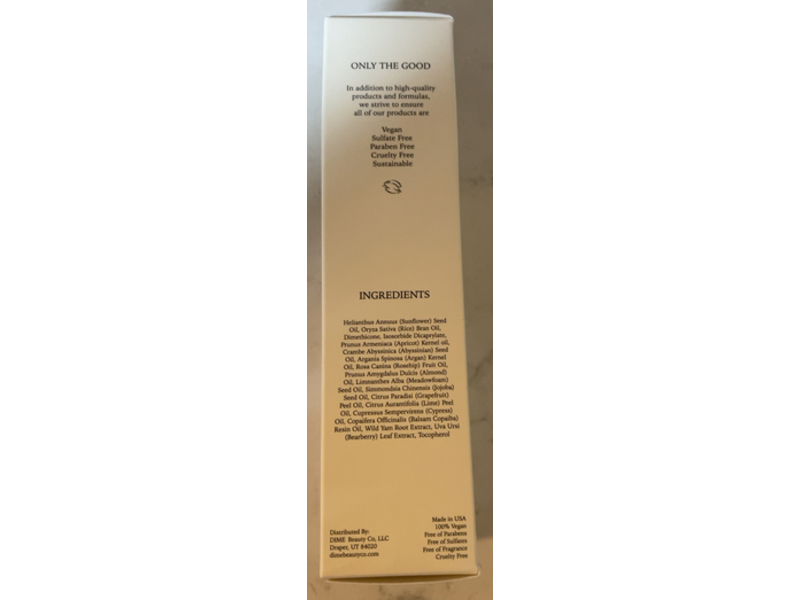 ONLY THE GOOD
In addition to high-quality
products and formulas,
we strive to ensure
all of our products are
Vegan
Sulfate Free
Paraben Free
Cruelty Free
Sustainable
INGREDIENTS
Helianthus Annuus (Sunflower) Seed
Oil, Oryza Sativa (Rice) Bran Oil,
Dimethicone, Isosorbide Dicaprylate,
Prunus Armeniaca (Apricot) Kernel oil,
Crambe Abyssinica (Abyssinian) Seed
Oil, Argania Spinosa (Argan) Kernel
Oil, Rosa Canina (Rosehip) Fruit Oil,
Prunus Amygdalus Dulcis (Almond)
Oil, Limnanthes Alba (Meadowfoam)
Seed Oil, Simmondsia Chinensis (Jojoba)
Seed Oil, Citrus Paradisi (Grapefruit)
Peel Oil, Citrus Aurantifolia (Lime) Peel
Oil, Cupressus Sempervirens (Cypress)
Oil, Copaifera Officinalis (Balsam Copaiba)
Resin Oil, Wild Yam Root Extract, Uva Ursi
(Bearberry) Leaf Extract, Tocopherol
Distributed By:
DIME Beauty Co, LLC
Draper, UT 84020
dimebeautyco.com
Made in USA
100% Vegan
Free of Parabens
Free of Sulfates
Free of Fragrance
Cruelty Free